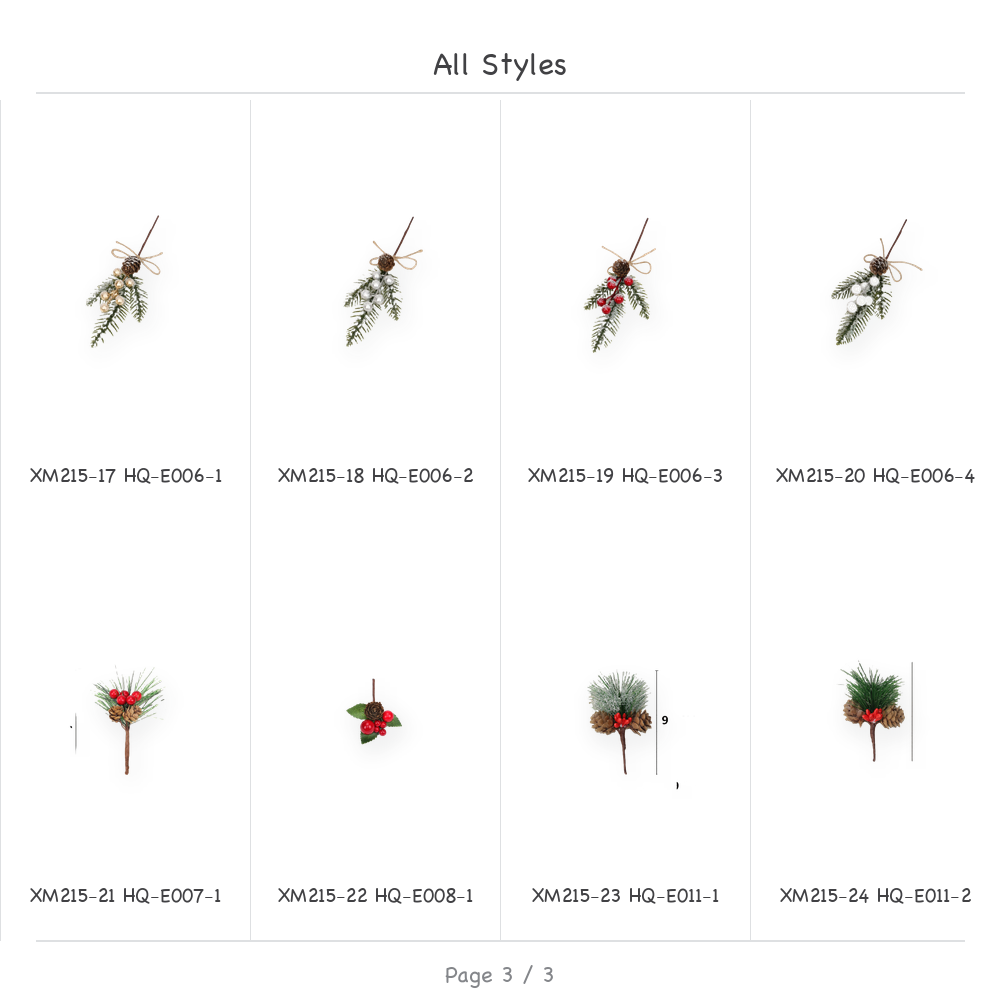 All Styles
XM215-17 HQ-E006-1
XM215-18 HQ-E006-2
XM215-19 HQ-E006-3
XM215-20 HQ-E006-4
9
XM215-21 HQ-E007-1
XM215-22 HQ-E008-1
XM215-23 HQ-E011-1
XM215-24 HQ-E011-2
Page 3 / 3